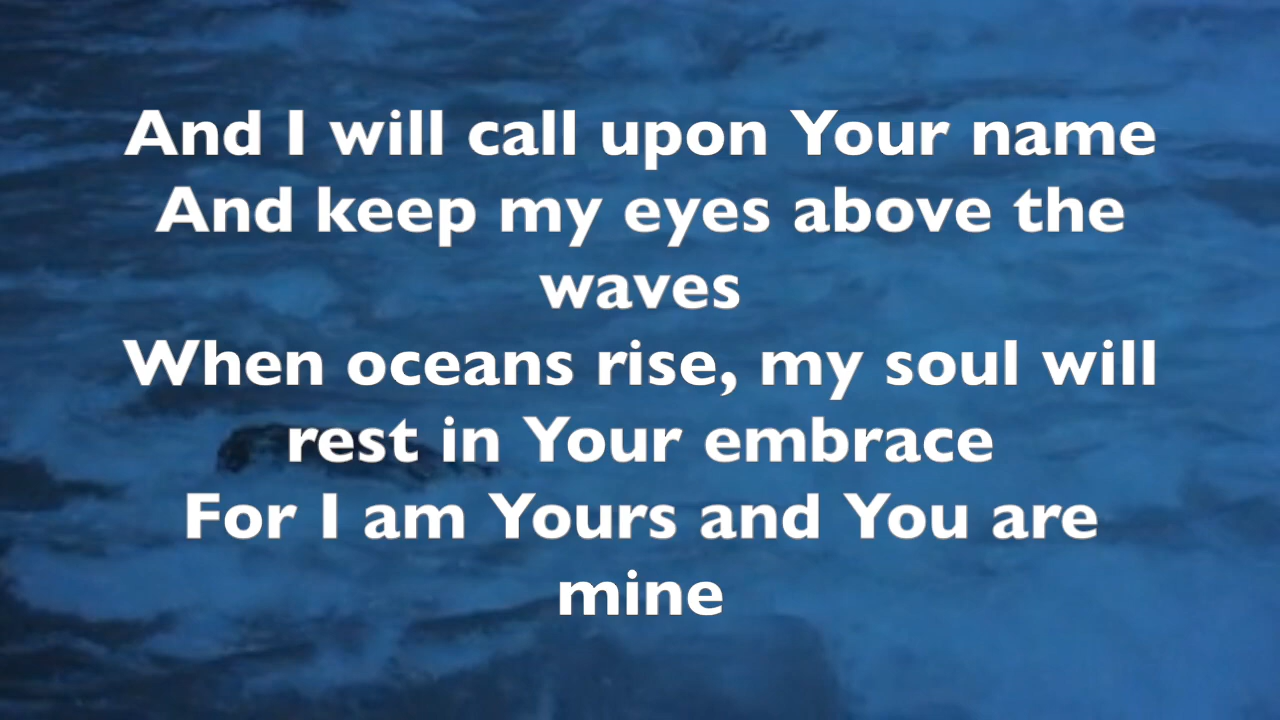 And I will call upon Your name
And keep my eyes above the
waves
When oceans rise, my soul will
rest in Your embrace
For I am Yours and You are
mine